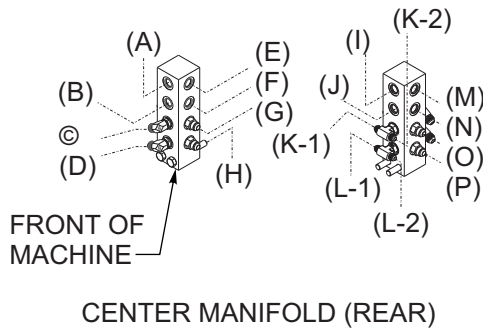 (K-2)
(A)
(I)
(E)
(F)
(B)
(J)
(M)
(G)
(N)
©
(K-1)
(O)
(D)
(H)
(L-1)
(P)
(L-2)
FRONT OF
MACHINE
CENTER MANIFOLD (REAR)